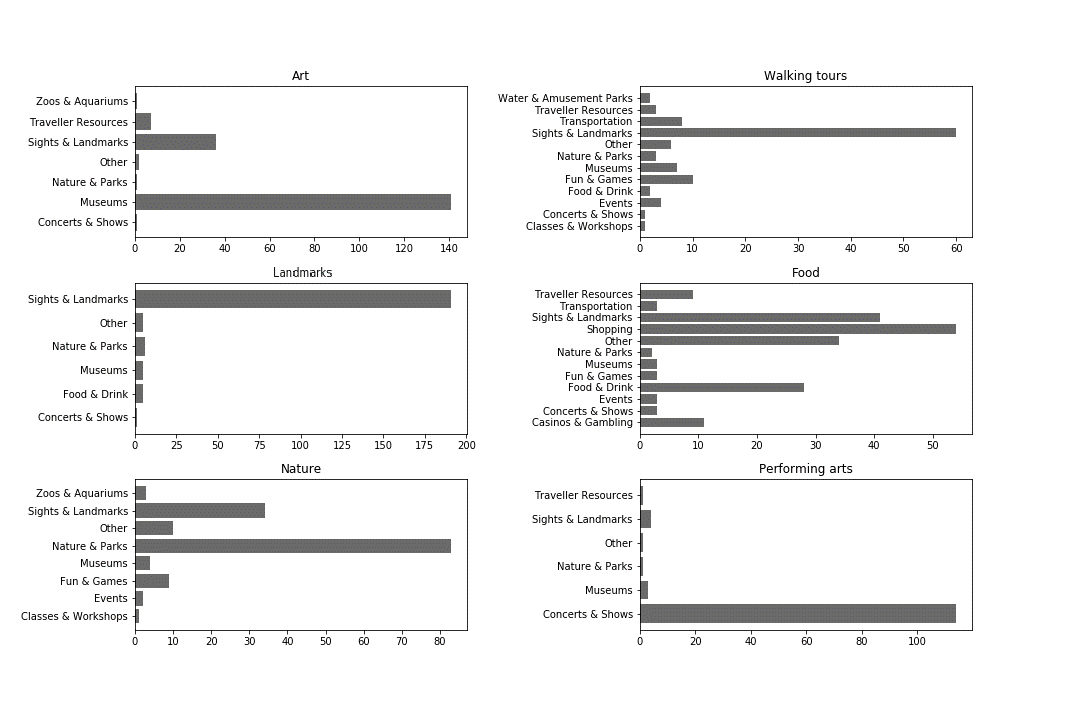 Art
Zoos & Aquariums
Traveller Resources
Sights & Landmarks
Other
Nature & Parks
Museums
Concerts & Shows
0 20 40 60 80 100 120 140
Walking tours
Water & Amusement Parks
Traveller Resources
Transportation
Sights & Landmarks
Other
Nature & Parks
Museums
Fun & Games
Food & Drink
Events
Concerts & Shows
Classes & Workshops
0 10 20 30 40 50 60
Landmarks
Sights & Landmarks
Other
Nature & Parks
Museums
Food & Drink
Concerts & Shows
0 25 50 75 100 125 150 175 200
Food
Traveller Resources
Transportation
Sights & Landmarks
Shopping
Other
Nature & Parks
Museums
Fun & Games
Food & Drink
Events
Concerts & Shows
Casinos & Gambling
0 10 20 30 40 50
Nature
Zoos & Aquariums
Sights & Landmarks
Other
Nature & Parks
Museums
Fun & Games
Events
Classes & Workshops
0 10 20 30 40 50 60 70 80
Performing arts
Traveller Resources
Sights & Landmarks
Other
Nature & Parks
Museums
Concerts & Shows
0 20 40 60 80 100